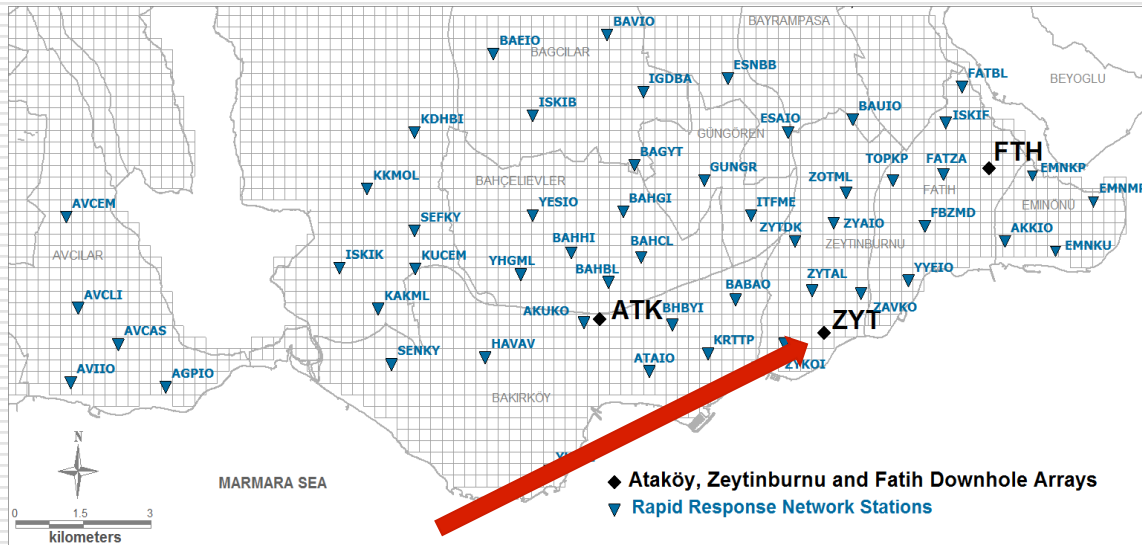 BAYRAMPASA
BAVIO
BAEIO
BAGCILAR
ESNBB
FATBL
BEYOGLU
IGDBA
ISKIB
BAUIO
ISKIF
KDHBI
ESAIO
GÜNGÖREN
FTH
BAGYT
TOPKP
FATZA
EMNKP
GUNGR
ZOTML
KKMOL
BAHÇELIEVLER
FATIH
EMNMP
AVCEM
YESIO
BAHGI
ITFME
EMINÖNÜ
SEFKY
ZYAIO
FBZMD
ZYTDK
AKKIO
BAHHI
BAHCL
ZEYTINBURNU
EMNKU
AVCILAR
ISKIK
KUCEM
YHGML
BAHBL
ZYTAL
YYEIO
BABAO
AVCLI
KAKML
AKUKO
ATK
BHBYI
ZAVKO
ZYT
AVCAS
HAVAV
KRTTP
SENKY
ATAIO
ZYKOI
AVIIO
AGPIO
BAKIRKÖY
N
MARMARA SEA
Ataköy, Zeytinburnu and Fatih Downhole Arrays
Rapid Response Network Stations
0 1.5 3
kilometers